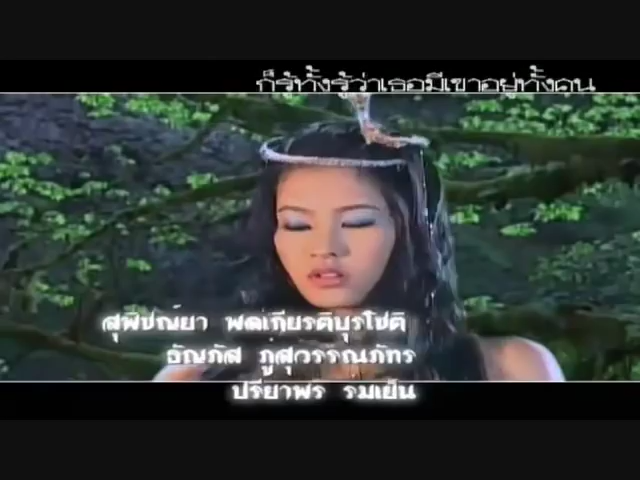 ก็รู้ทั้งรู้ว่าเธอมีเขาอยู่ทั้งคน
สุพิชณ์ยา พลเกียรติบุรโชติ
ธัญภัส ภู่สุวรรณภัทร
ปรียาพร รมเย็น